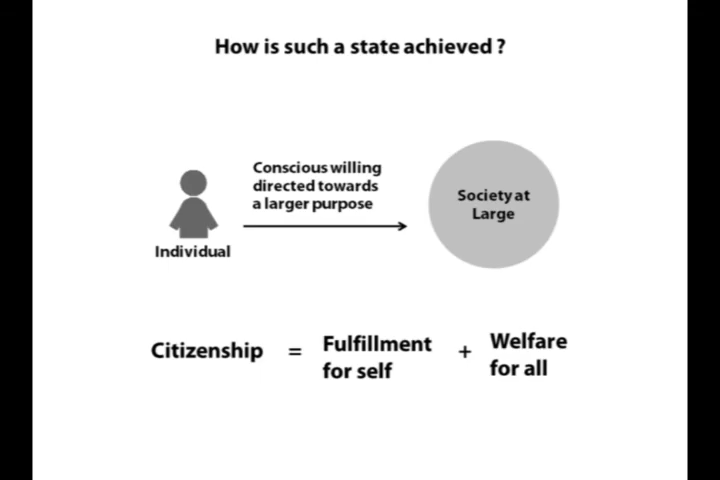 How is such a state achieved ?
Conscious willing
directed towards
a larger purpose
Society at
Large
Individual
Citizenship = Fulfillment + Welfare
for self for all